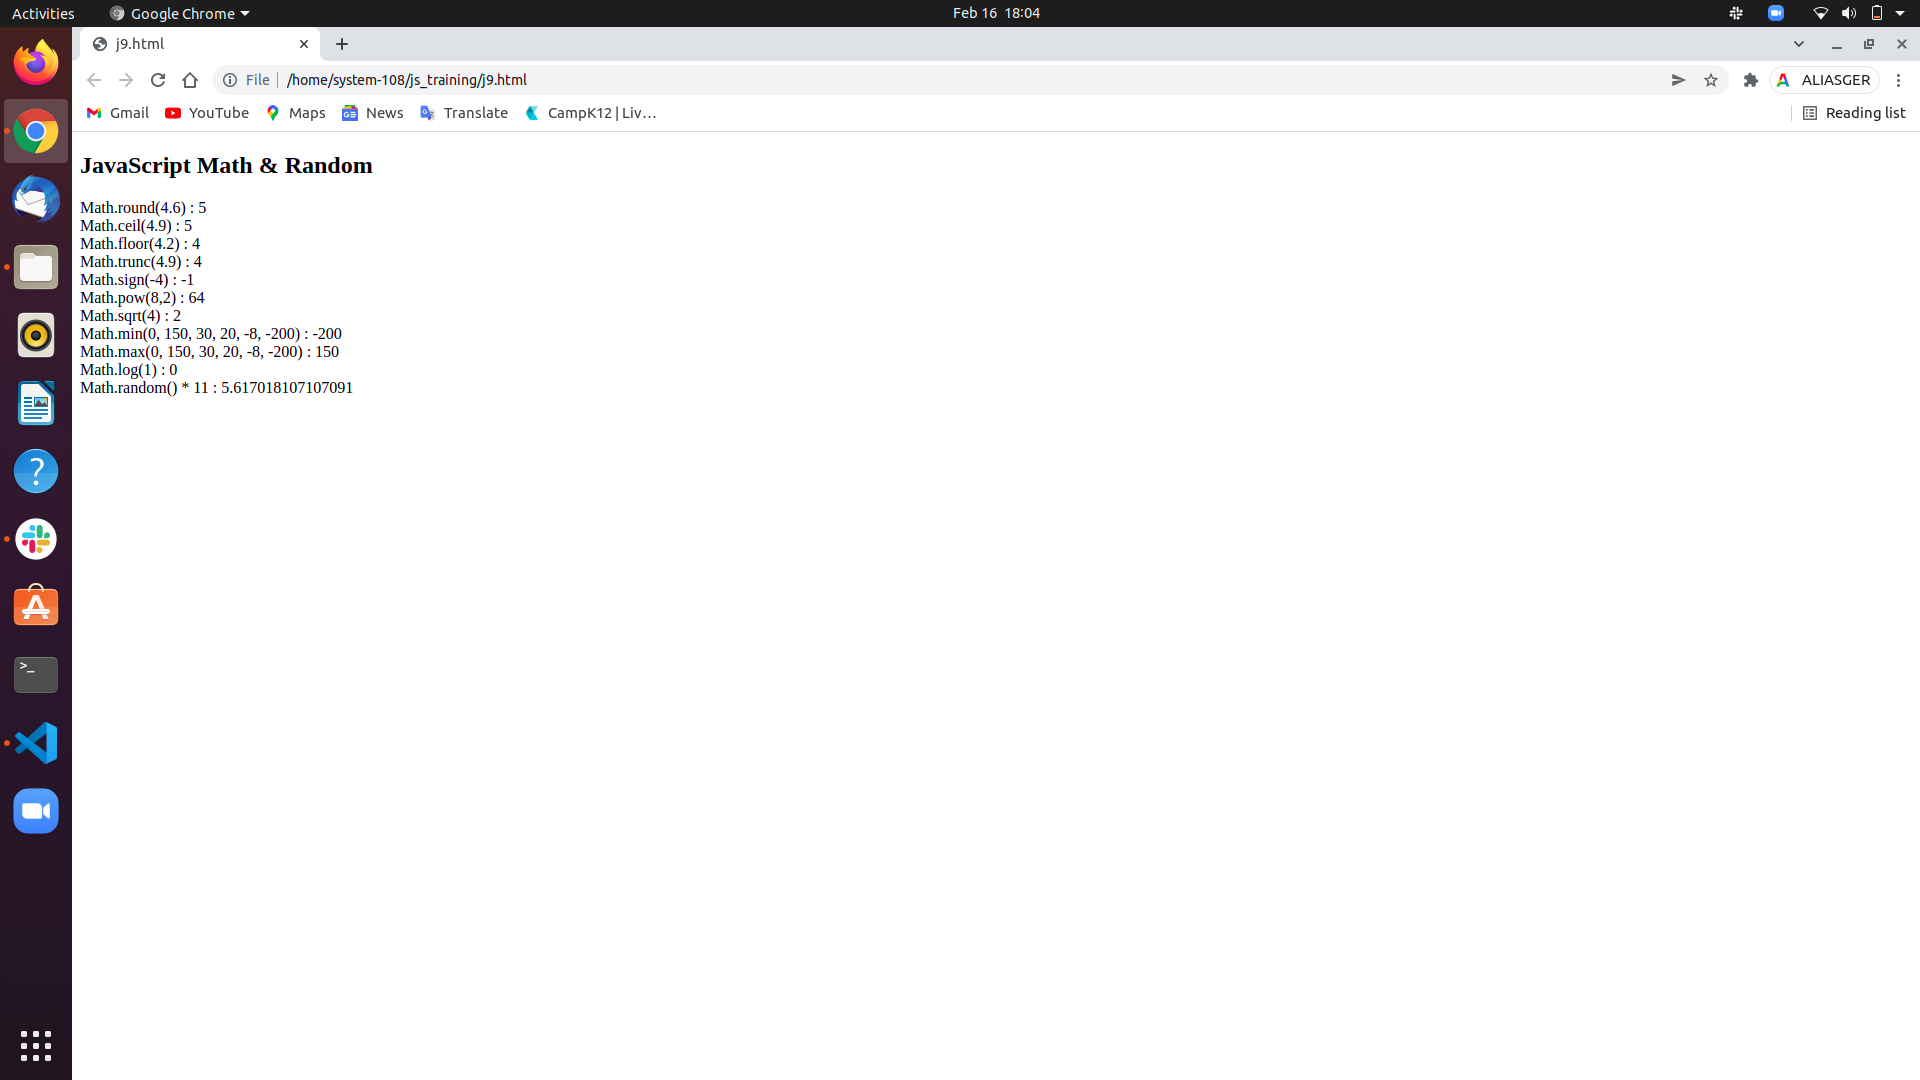 Activities
Google Chrome
Feb 16 18:04
j9.html
File
/home/system-108/js_training/j9.html
ALIASGER
Gmail
YouTube
Maps
News
Translate
CampK12 | Liv…
Reading list
JavaScript Math & Random
Math.round(4.6) : 5
Math.ceil(4.9) : 5
Math.floor(4.2) : 4
Math.trunc(4.9) : 4
Math.sign(-4) : -1
Math.pow(8,2) : 64
Math.sqrt(4) : 2
Math.min(0, 150, 30, 20, -8, -200) : -200
Math.max(0, 150, 30, 20, -8, -200) : 150
Math.log(1) : 0
Math.random() * 11 : 5.617018107107091